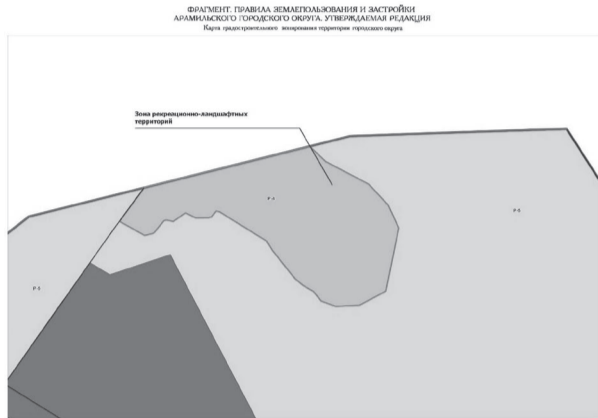 ФРАГМЕНТ. ПРАВИЛА ЗЕМЛЕПОЛЬЗОВАНИЯ И ЗАСТРОЙКИ
АРАМИЛЬСКОГО ГОРОДСКОГО ОКРУГА. УТВЕРЖДАЕМАЯ РЕДАКЦИЯ
Карта градостроительного зонирования территории городского округа
Зона рекреационно-ландшафтных
территорий